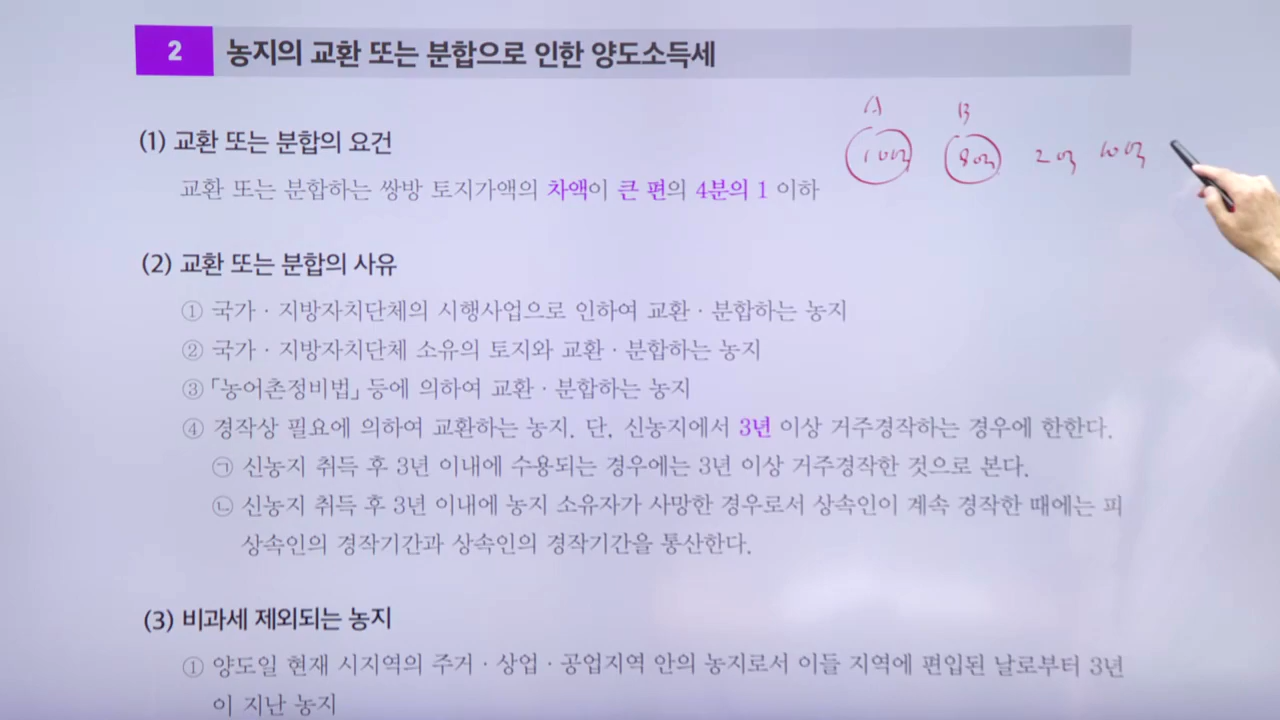 2 농지의 교환 또는 분합으로 인한 양도소득세
A B
10억 8억 2억 10억
(1) 교환 또는 분합의 요건
교환 또는 분합하는 쌍방 토지가액의 차액이 큰 편의 4분의 1 이하
(2) 교환 또는 분합의 사유
① 국가 · 지방자치단체의 시행사업으로 인하여 교환 · 분합하는 농지
② 국가 · 지방자치단체 소유의 토지와 교환 · 분합하는 농지
③ 「농어촌정비법」 등에 의하여 교환 · 분합하는 농지
④ 경작상 필요에 의하여 교환하는 농지. 단, 신농지에서 3년 이상 거주경작하는 경우에 한한다.
㉠ 신농지 취득 후 3년 이내에 수용되는 경우에는 3년 이상 거주경작한 것으로 본다.
㉡ 신농지 취득 후 3년 이내에 농지 소유자가 사망한 경우로서 상속인이 계속 경작한 때에는 피
상속인의 경작기간과 상속인의 경작기간을 통산한다.
(3) 비과세 제외되는 농지
① 양도일 현재 시지역의 주거 · 상업 · 공업지역 안의 농지로서 이들 지역에 편입된 날로부터 3년
이 지난 농지